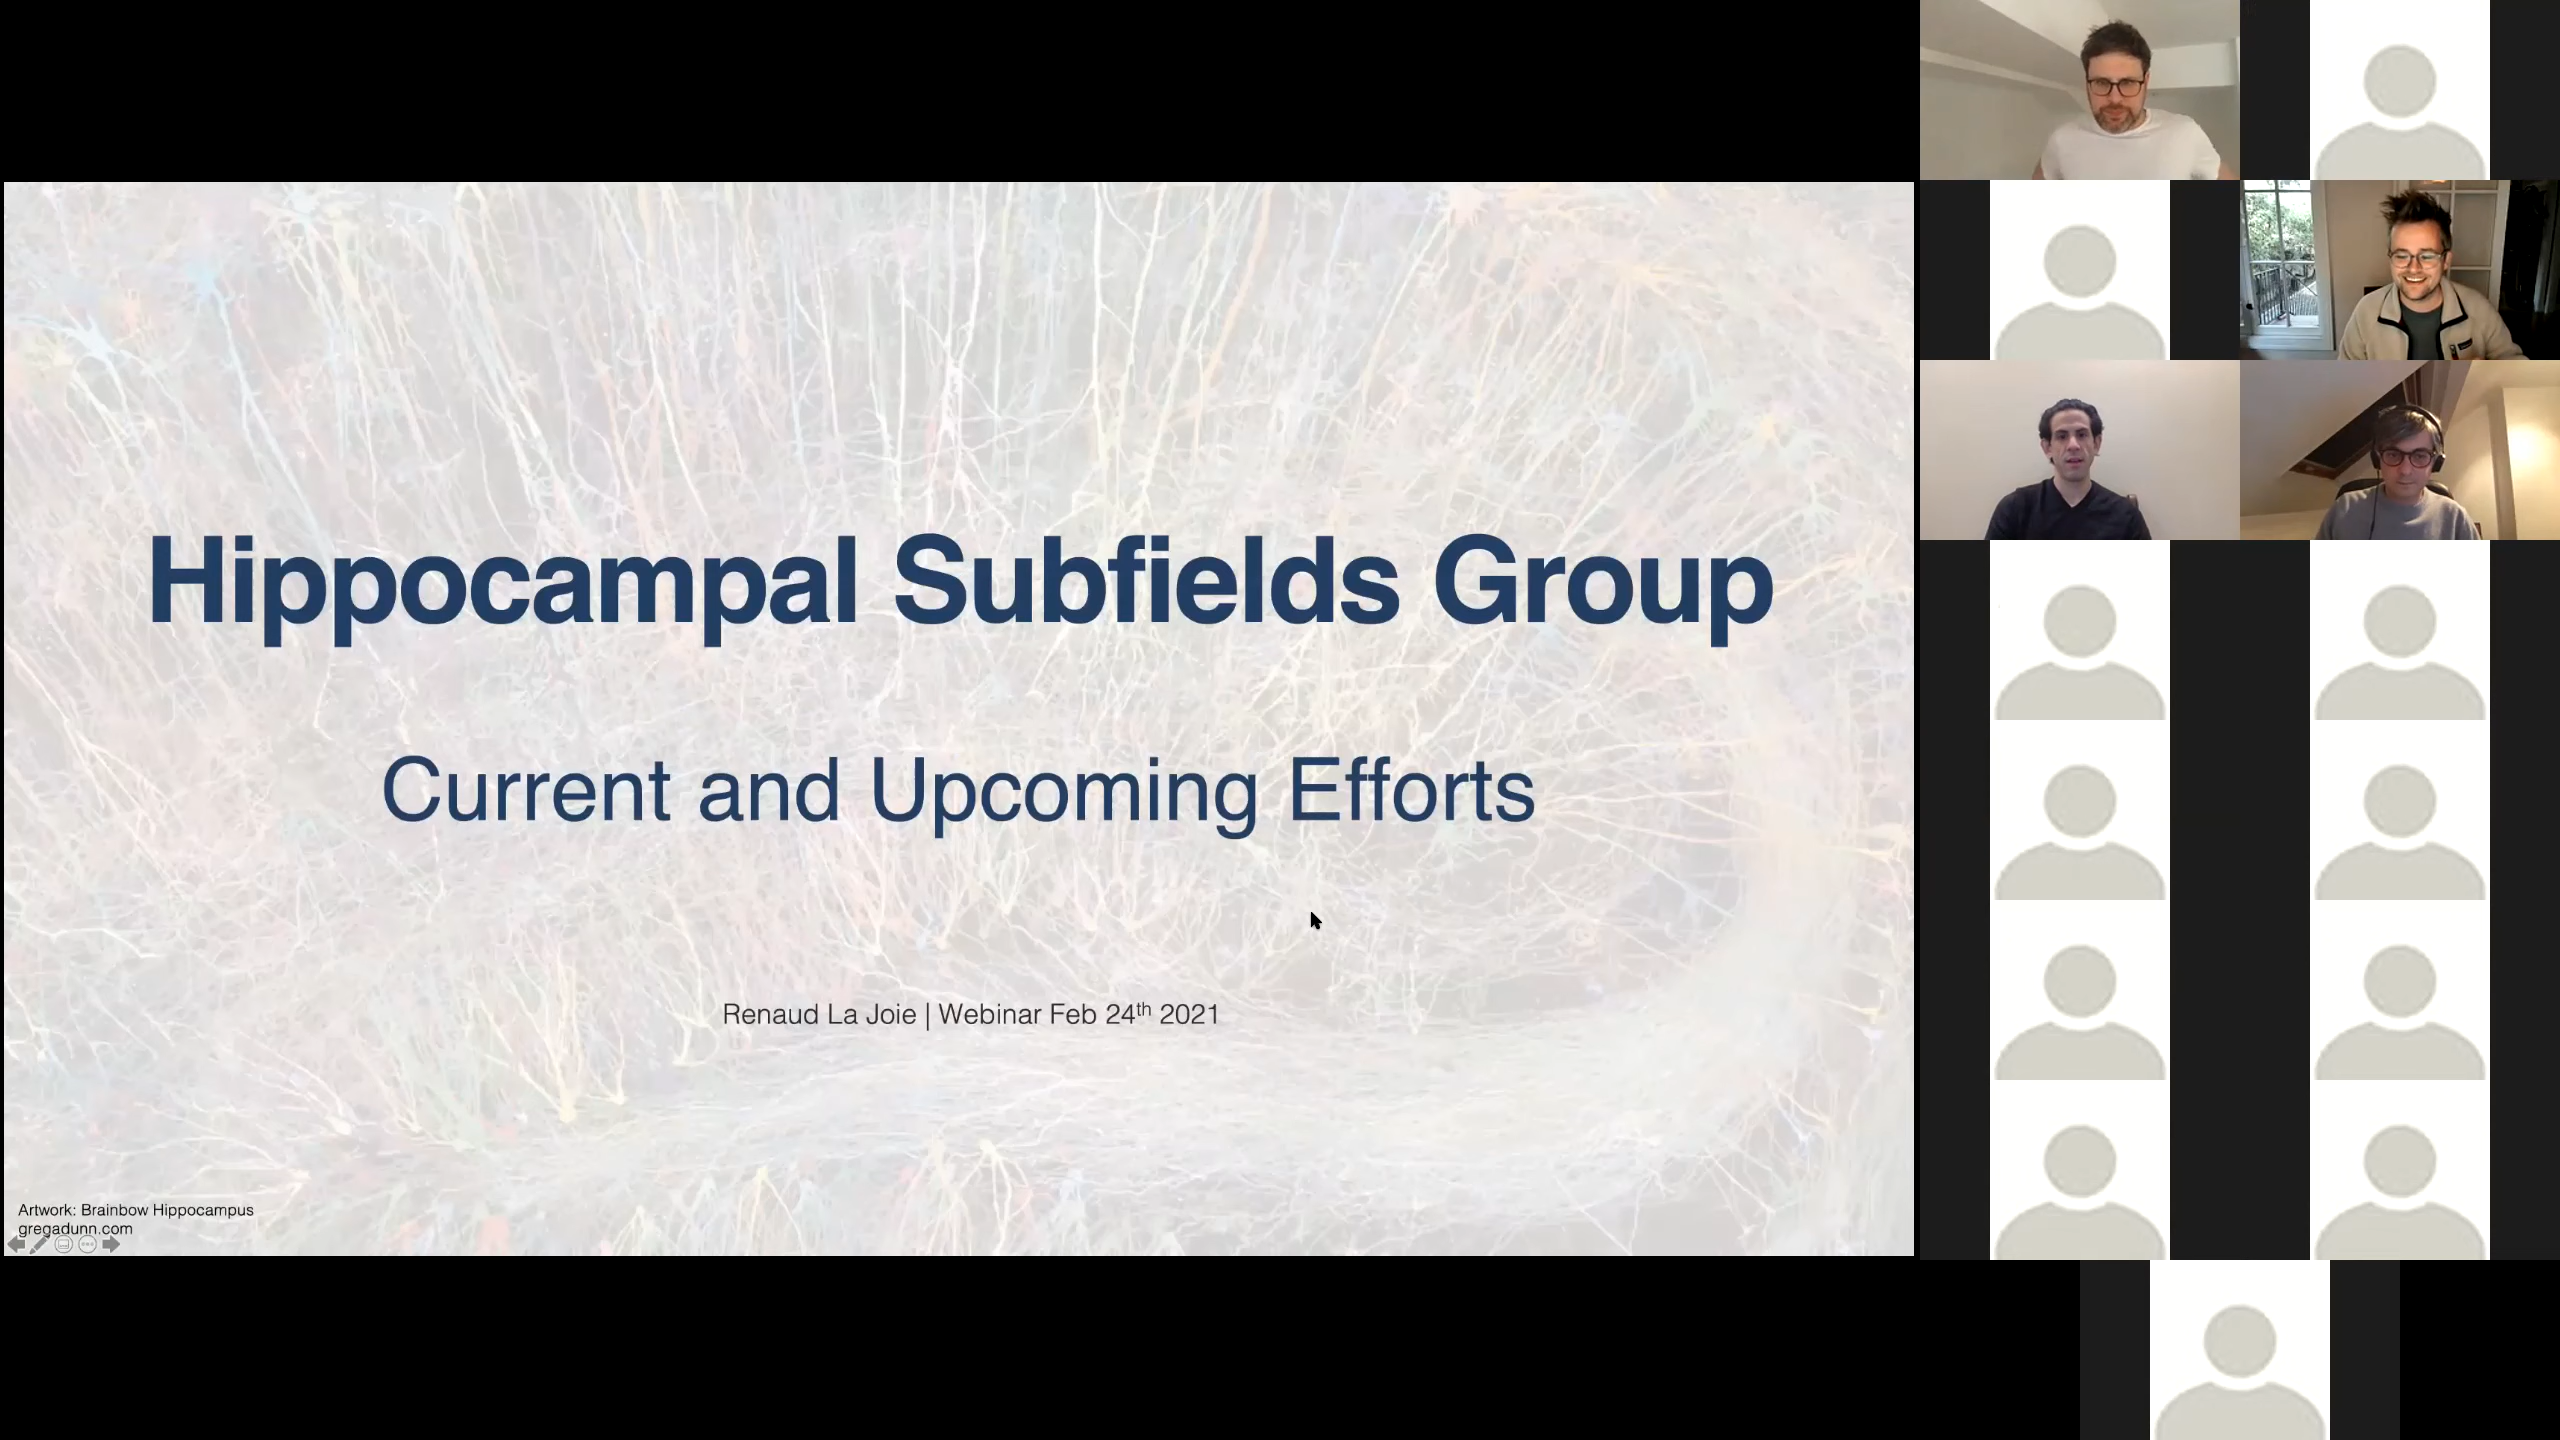 Hippocampal Subfields Group
Current and Upcoming Efforts
Renaud La Joie | Webinar Feb 24th 2021
Artwork: Brainbow Hippocampus
gregadunn.com